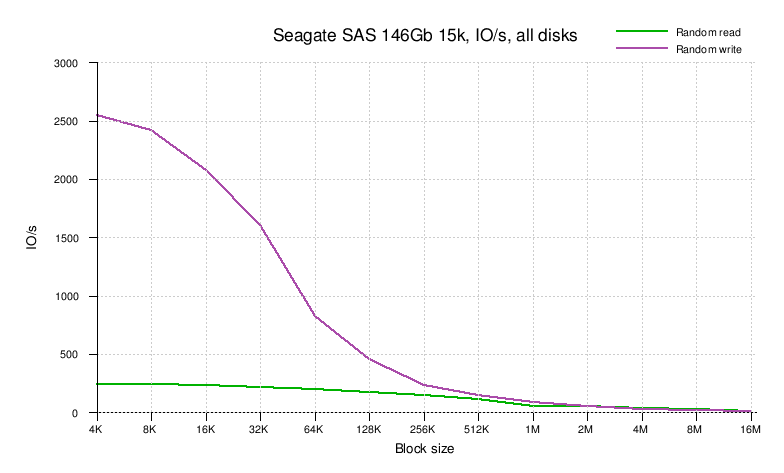 Seagate SAS 146Gb 15k, IO/s, all disks
Random read
Random write
3000
2500
2000
1500
1000
500
0
IO/s
4K 8K 16K 32K 64K 128K 256K 512K 1M 2M 4M 8M 16M
Block size